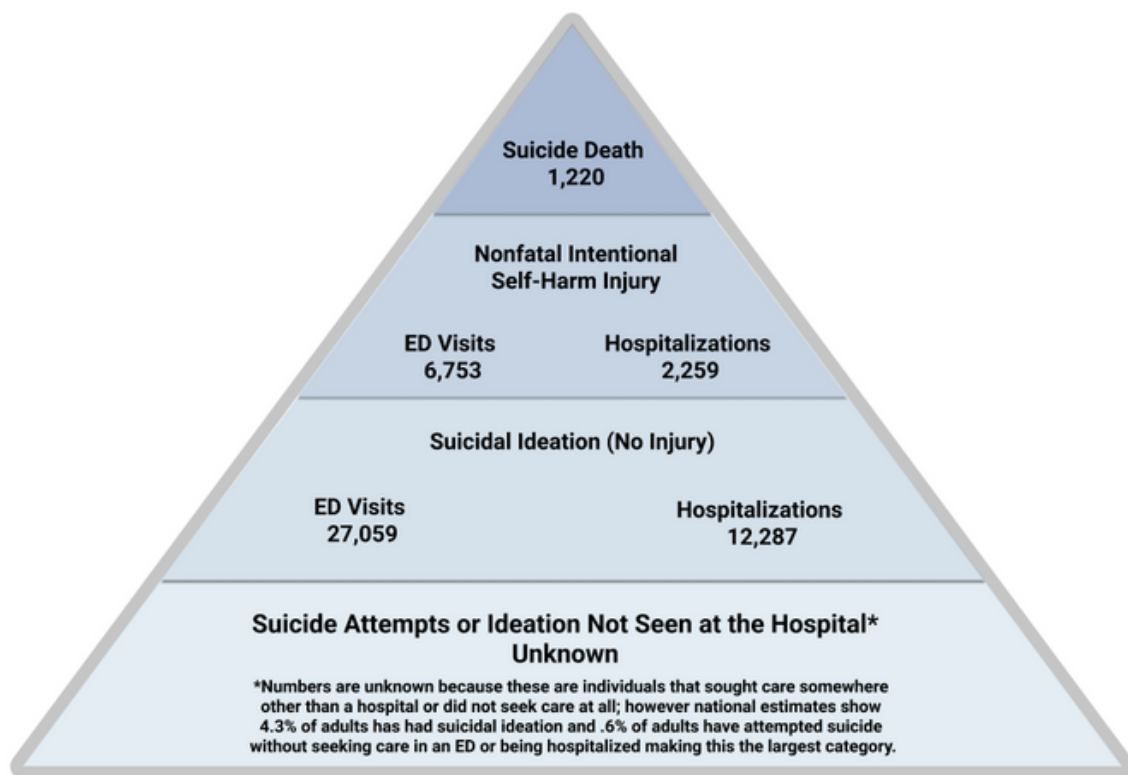 Suicide Death
1,220
Nonfatal Intentional
Self-Harm Injury
ED Visits
6,753
Hospitalizations
2,259
Suicidal Ideation (No Injury)
ED Visits
27,059
Hospitalizations
12,287
Suicide Attempts or Ideation Not Seen at the Hospital*
Unknown
*Numbers are unknown because these are individuals that sought care somewhere
other than a hospital or did not seek care at all; however national estimates show
4.3% of adults has had suicidal ideation and .6% of adults have attempted suicide
without seeking care in an ED or being hospitalized making this the largest category.